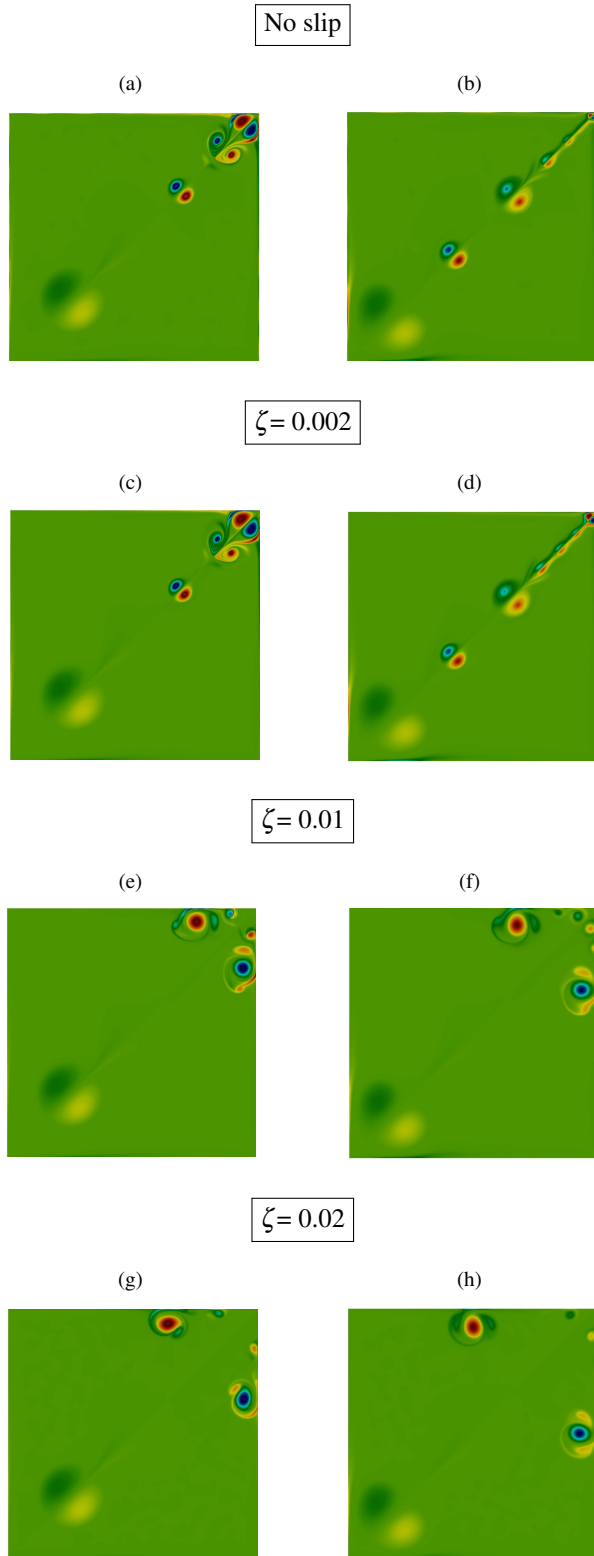 No slip
(a) (b)
ζ= 0.002
(c) (d)
ζ= 0.01
(e) (f)
ζ= 0.02
(g) (h)